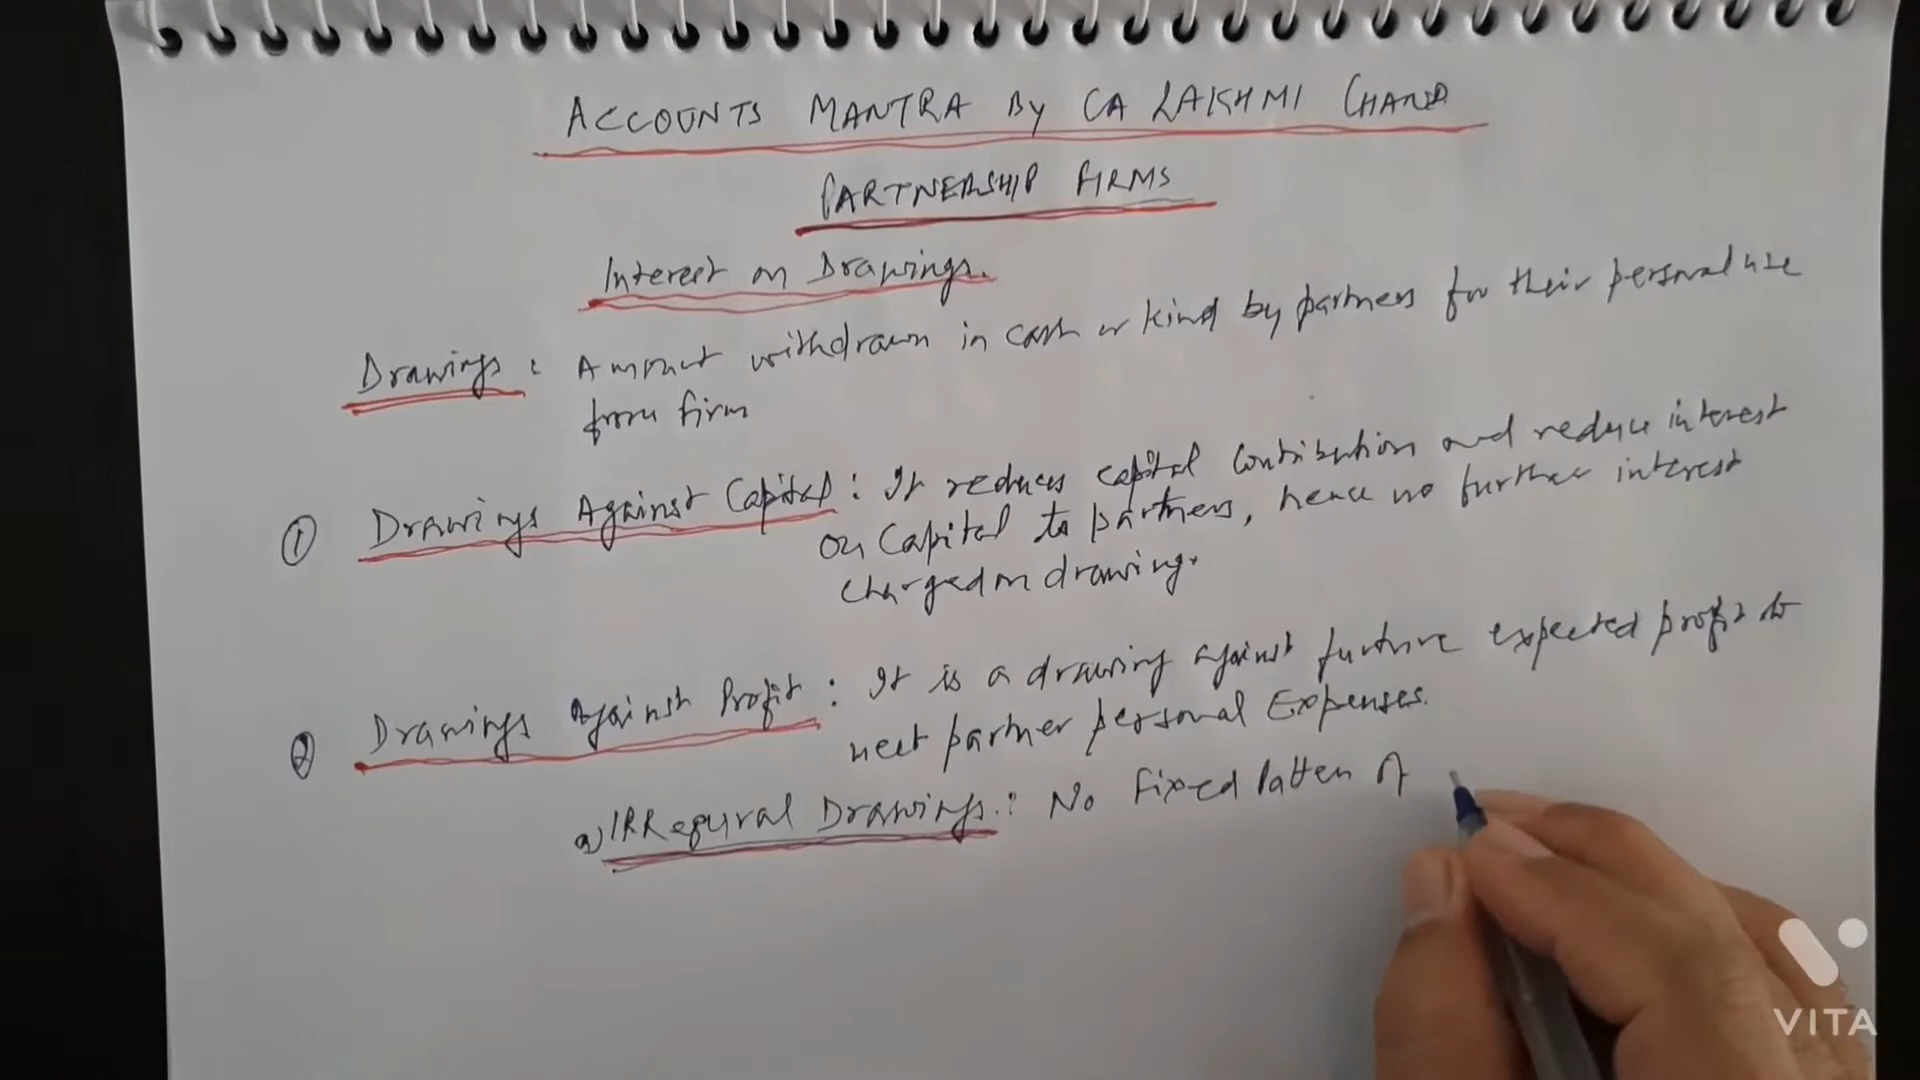 ACCOUNTS MANTRA By CA LAKHMI CHAND
PARTNERSHIP FIRMS
Interest on Drawings.
Drawings : Amount withdrawn in cash or kind by partners for their personal use
from firm
① Drawings Against Capital : It reduces capital contribution and reduce interest
on Capital to partners, hence no further interest
charged on drawing.
② Drawings Against Profit : It is a drawing against furture expected profit to
meet partner personal Expenses.
a) IRRegural Drawings. : No Fixed Patten of
VITA